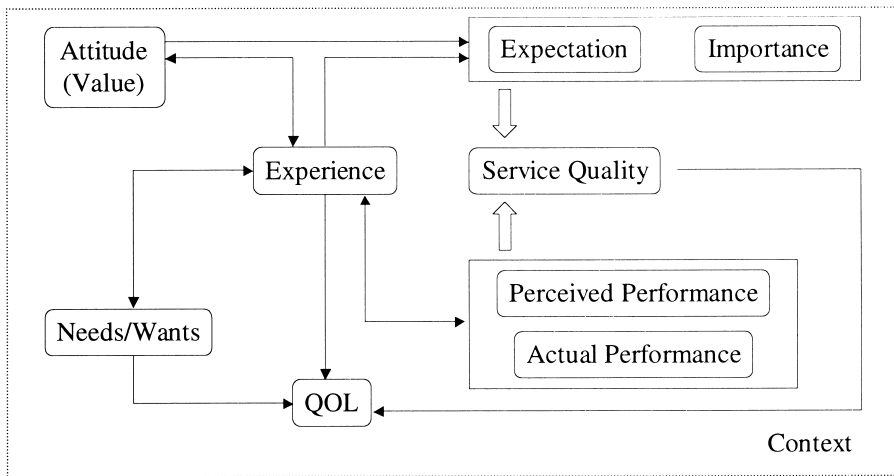 Attitude
(Value)
Expectation
Importance
Experience
Service Quality
Perceived Performance
Needs/Wants
Actual Performance
QOL
Context